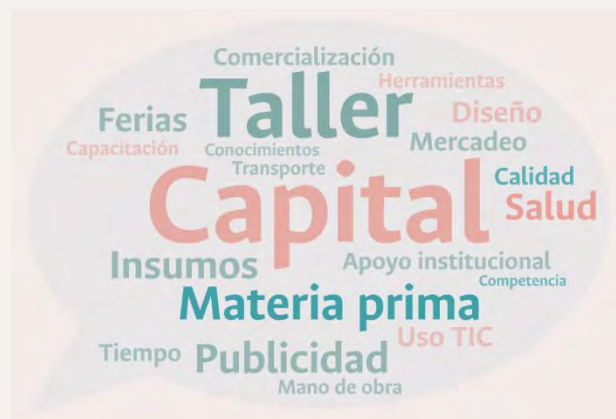 Comercialización
Herramientas
Taller
Ferias
Diseño
Capacitación
Conocimientos
Mercadeo
Transporte
Calidad
Capital
Salud
Insumos
Apoyo institucional
Competencia
Materia prima
Uso TIC
Tiempo
Publicidad
Mano de obra